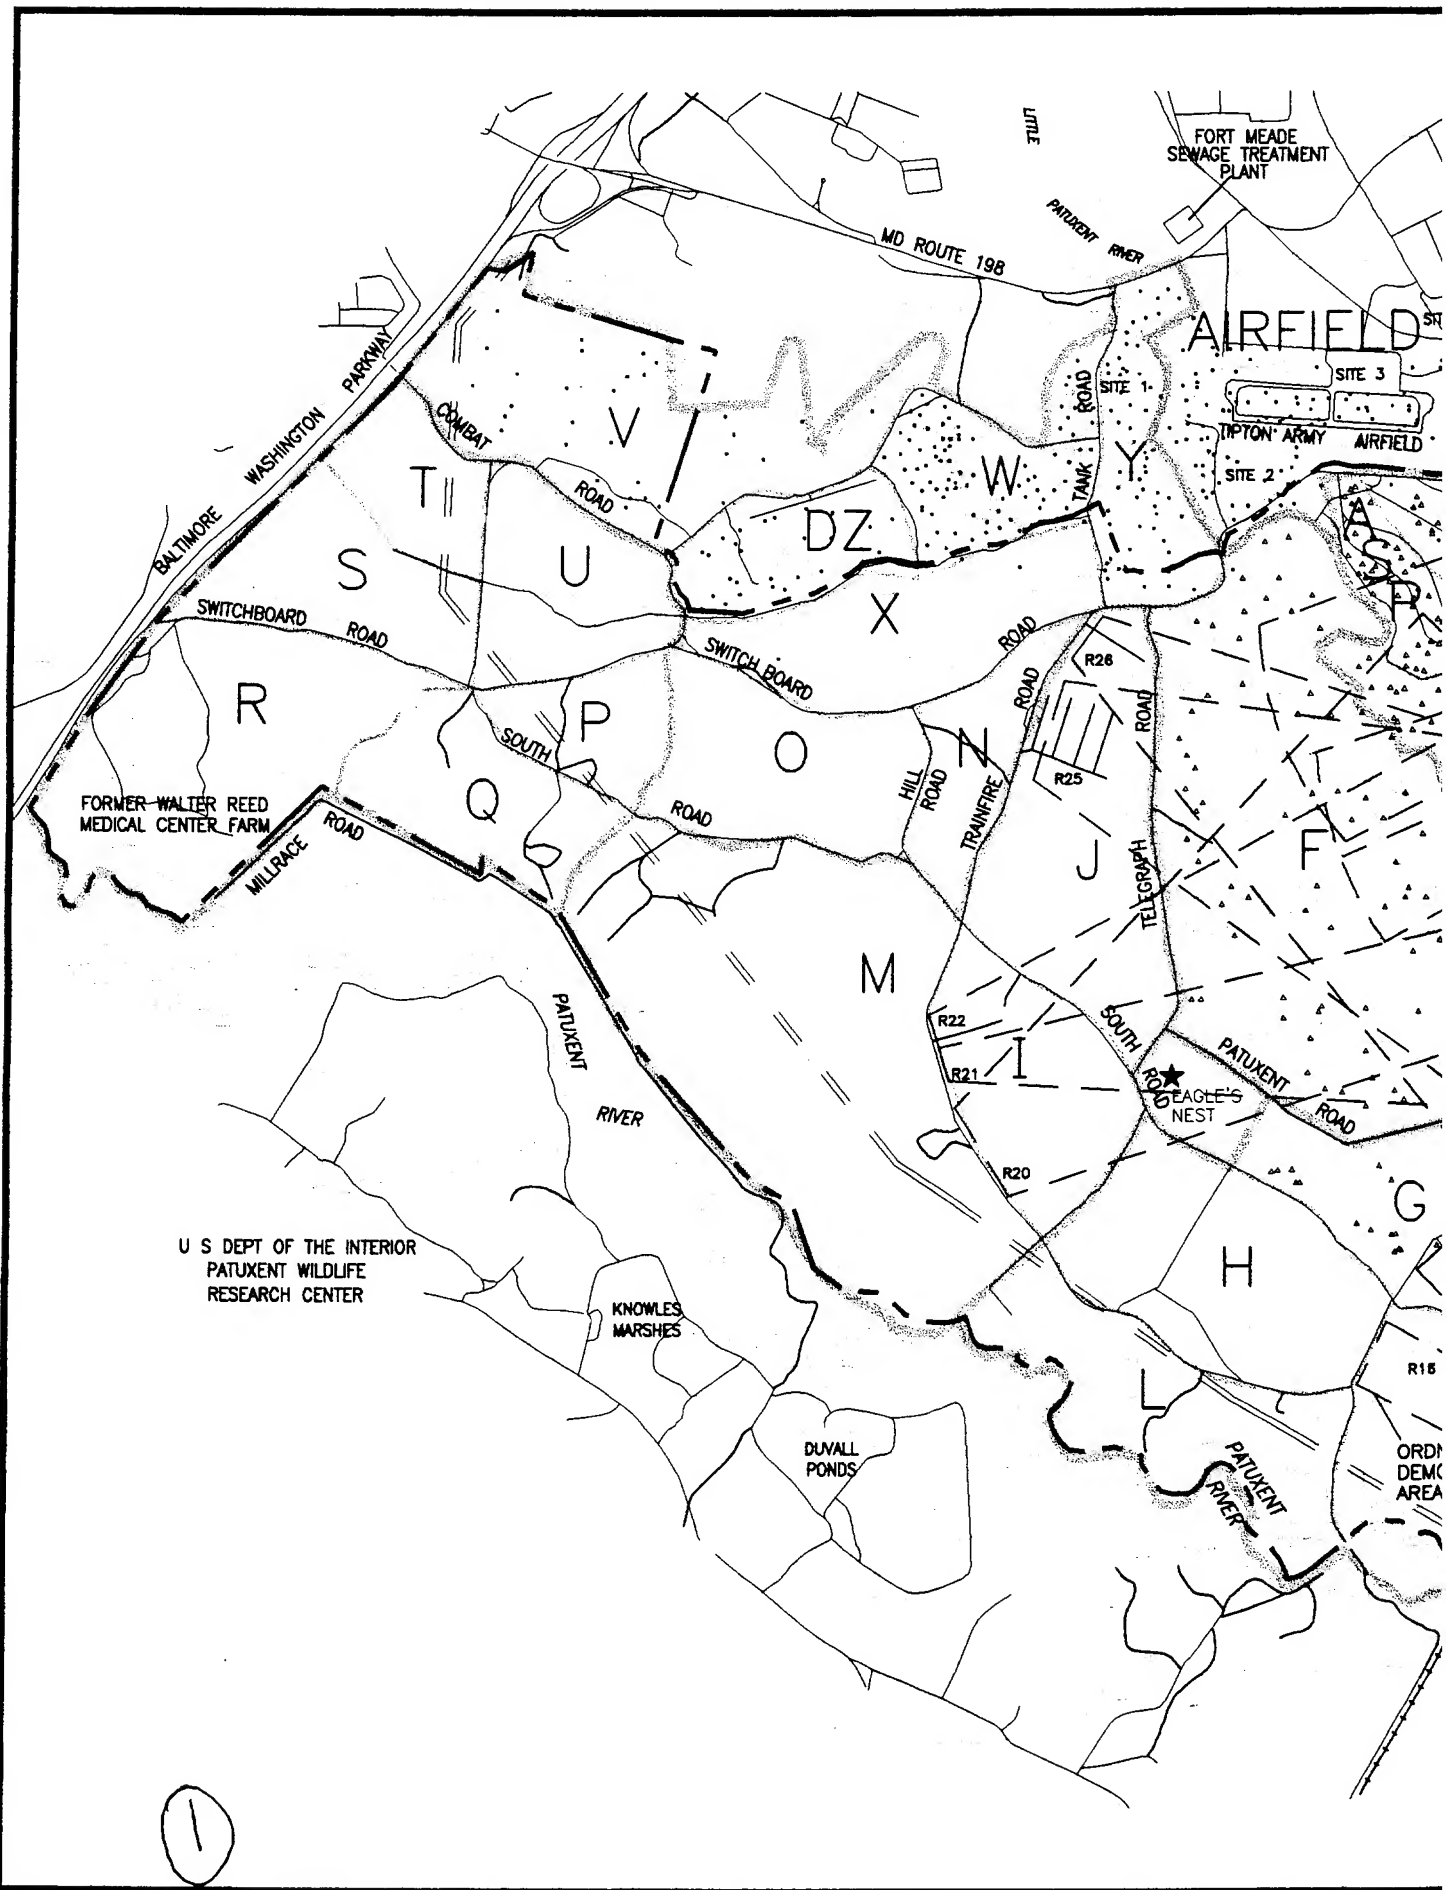 LITTLE
FORT MEADE
SEWAGE TREATMENT
PLANT
PATUXENT RIVER
MD ROUTE 198
AIRFIELD
SITE 3
SITE 1
TIPTON ARMY AIRFIELD
SITE 2
TANK ROAD
BALTIMORE WASHINGTON PARKWAY
COMBAT ROAD
V
T
W
Y
DZ
S
U
X
ASP
SWITCHBOARD ROAD
SWITCH BOARD ROAD
R26
R
P
O
N
SOUTH ROAD
HILL ROAD
TRAINFIRE ROAD
R25
TELEGRAPH ROAD
Q
J
F
FORMER WALTER REED
MEDICAL CENTER FARM
MILLRACE ROAD
M
PATUXENT RIVER
R22
R21
I
SOUTH ROAD
PATUXENT ROAD
EAGLE'S
NEST
R20
G
H
U S DEPT OF THE INTERIOR
PATUXENT WILDLIFE
RESEARCH CENTER
KNOWLES
MARSHES
L
DUVALL
PONDS
PATUXENT
RIVER
AREA
1